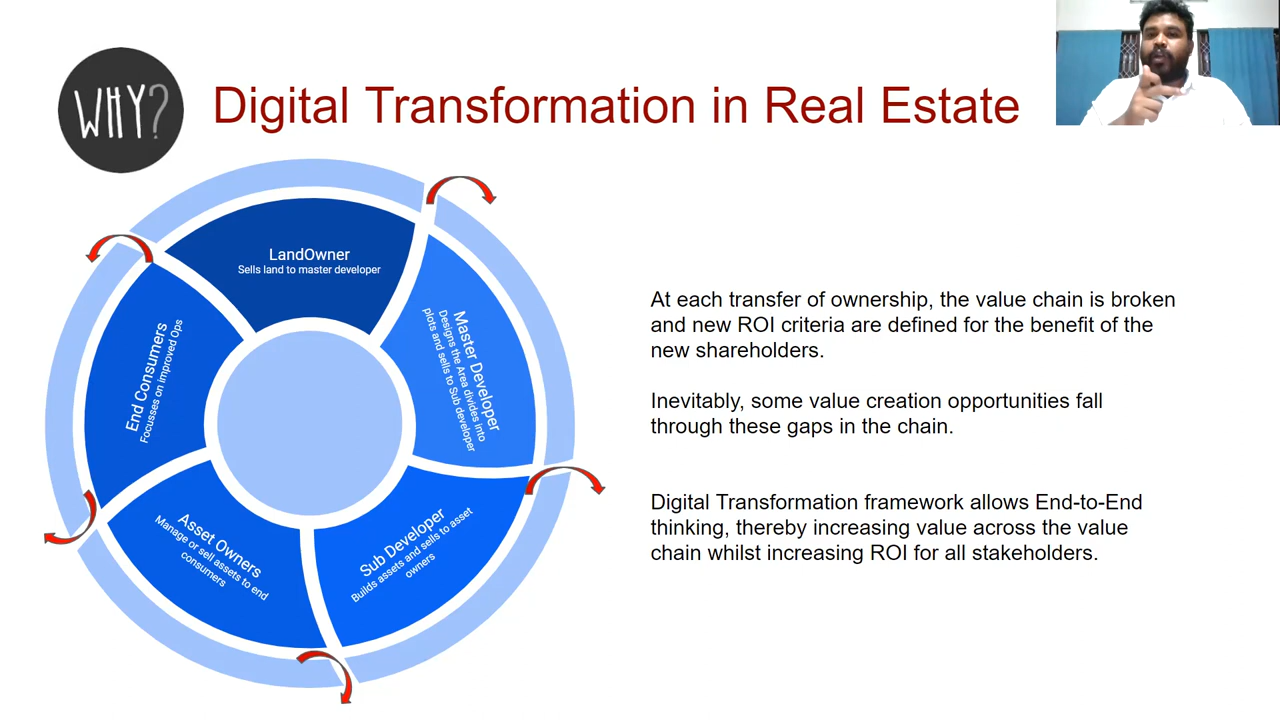 WHY?
Digital Transformation in Real Estate
LandOwner
Sells land to master developer
Master Developer
Designs the Area divides into
plots and sells to Sub developer
Sub Developer
Builds assets and sells to asset
owners
Asset Owners
Manage or sell assets to end
consumers
End Consumers
Focusses on improved Ops
At each transfer of ownership, the value chain is broken
and new ROI criteria are defined for the benefit of the
new shareholders.
Inevitably, some value creation opportunities fall
through these gaps in the chain.
Digital Transformation framework allows End-to-End
thinking, thereby increasing value across the value
chain whilst increasing ROI for all stakeholders.